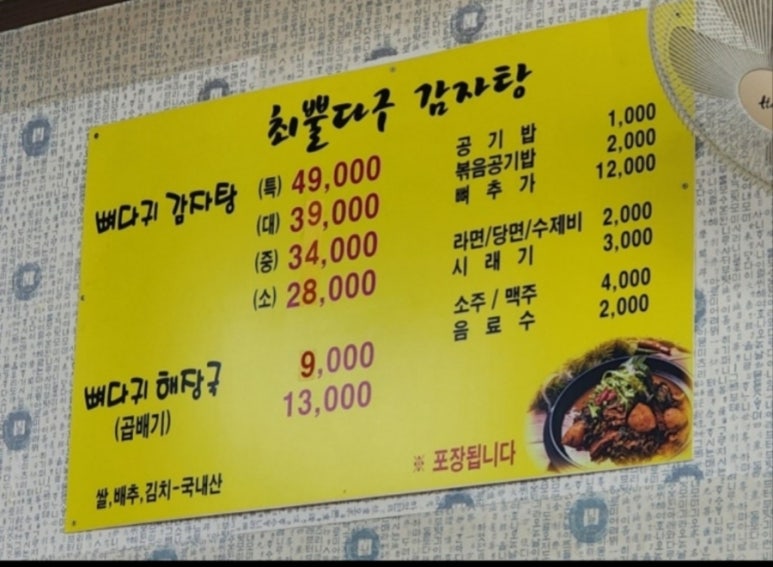 최뿔다구 감자탕
뼈다귀 감자탕 (특) 49,000
(대) 39,000
(중) 34,000
(소) 28,000
뼈다귀 해장국 9,000
(곱배기) 13,000
쌀,배추,김치-국내산
공 기 밥 1,000
볶음공기밥 2,000
뼈 추 가 12,000
라면/당면/수제비 2,000
시 래 기 3,000
소주 / 맥주 4,000
음 료 수 2,000
※ 포장됩니다